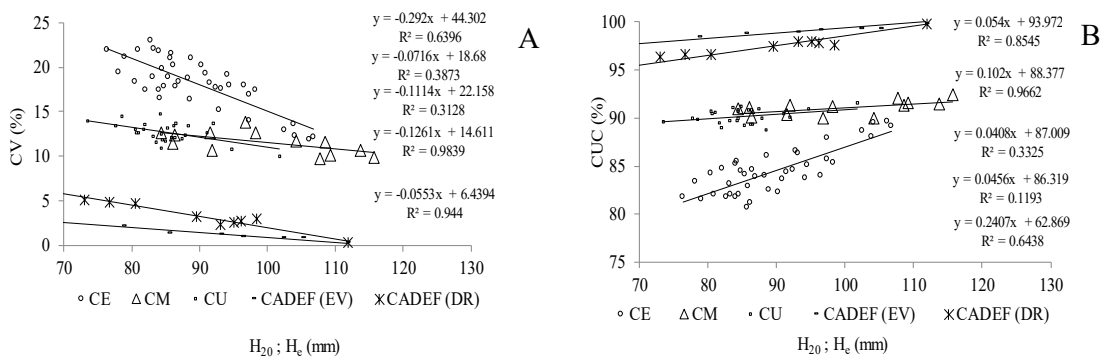 A
CV (%)
25
20
15
10
5
0
70 80 90 100 110 120 130
y = -0.292x + 44.302
R² = 0.6396
y = -0.0716x + 18.68
R² = 0.3873
y = -0.1114x + 22.158
R² = 0.3128
y = -0.1261x + 14.611
R² = 0.9839
y = -0.0553x + 6.4394
R² = 0.944
CE CM CU CADEF (EV) CADEF (DR)
H20 ; He (mm)
B
CUC (%)
100
95
90
85
80
75
70 80 90 100 110 120 130
y = 0.054x + 93.972
R² = 0.8545
y = 0.102x + 88.377
R² = 0.9662
y = 0.0408x + 87.009
R² = 0.3325
y = 0.0456x + 86.319
R² = 0.1193
y = 0.2407x + 62.869
R² = 0.6438
CE CM CU CADEF (EV) CADEF (DR)
H20 ; He (mm)